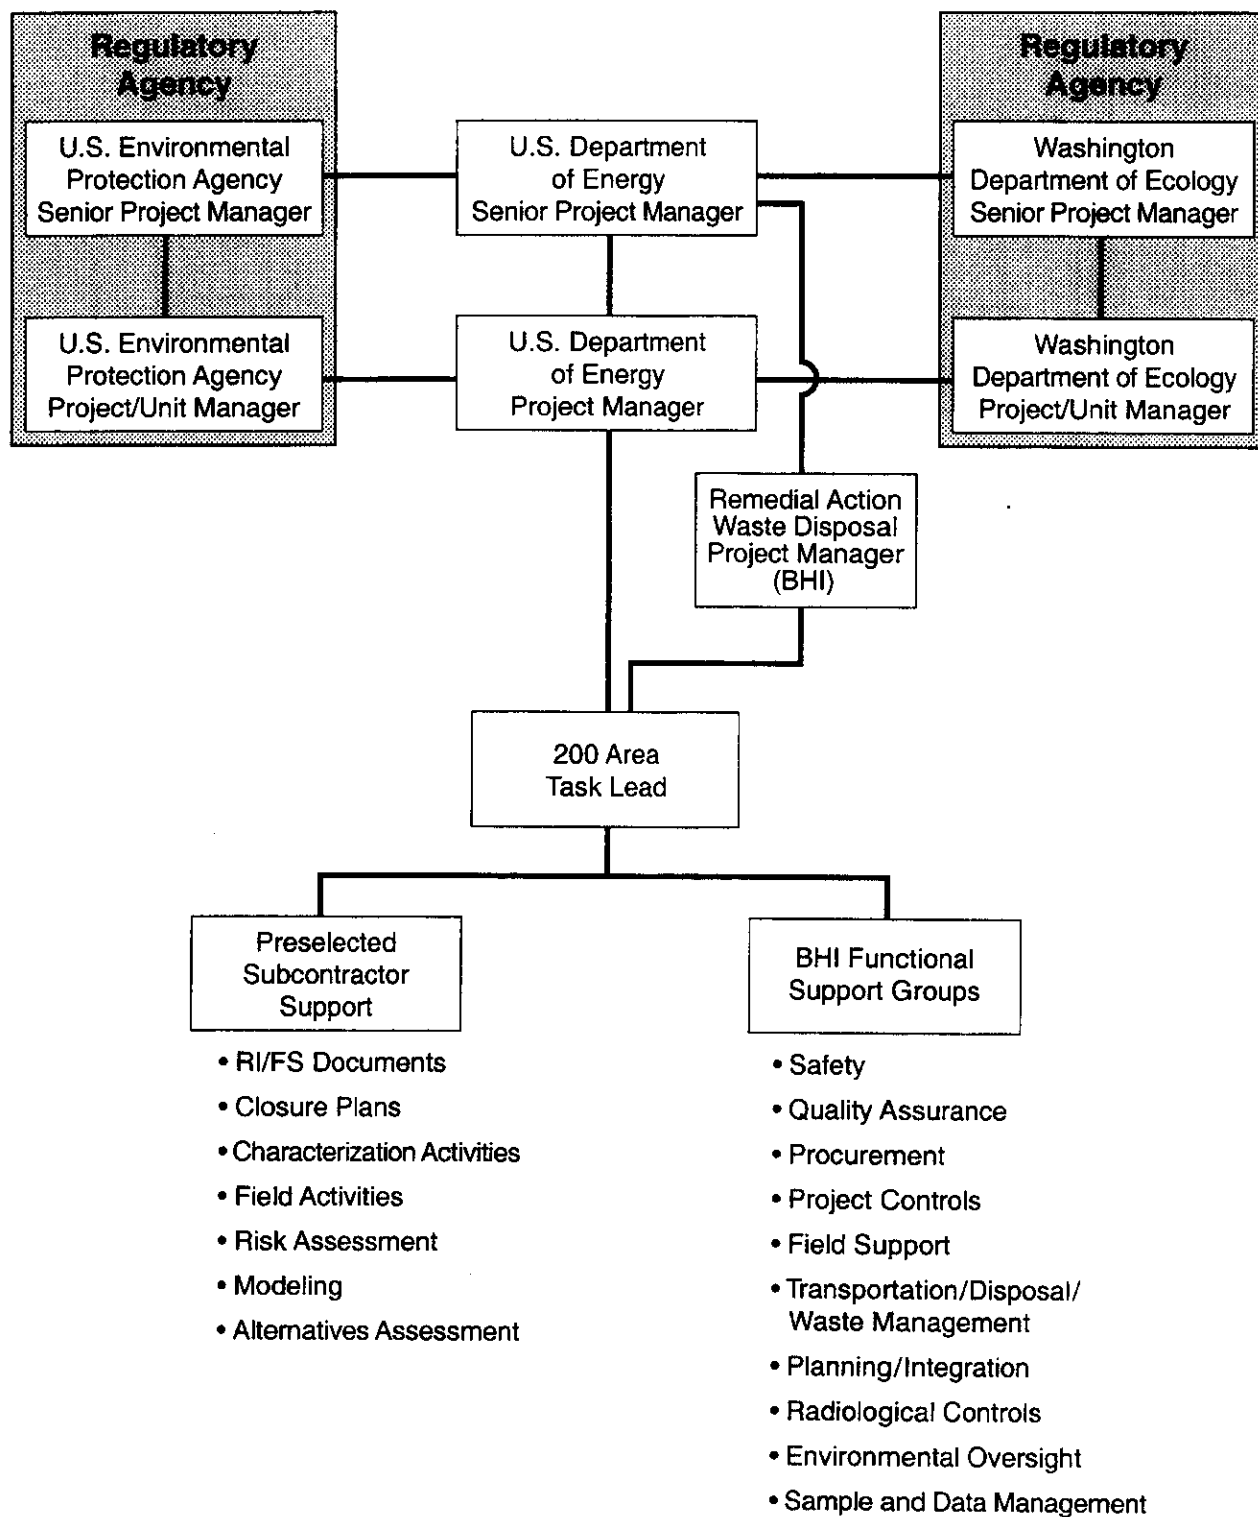 Regulatory
Agency
U.S. Environmental
Protection Agency
Senior Project Manager
U.S. Environmental
Protection Agency
Project/Unit Manager
U.S. Department
of Energy
Senior Project Manager
U.S. Department
of Energy
Project Manager
Regulatory
Agency
Washington
Department of Ecology
Senior Project Manager
Washington
Department of Ecology
Project/Unit Manager
Remedial Action
Waste Disposal
Project Manager
(BHI)
200 Area
Task Lead
Preselected
Subcontractor
Support
• RI/FS Documents
• Closure Plans
• Characterization Activities
• Field Activities
• Risk Assessment
• Modeling
• Alternatives Assessment
BHI Functional
Support Groups
• Safety
• Quality Assurance
• Procurement
• Project Controls
• Field Support
• Transportation/Disposal/
Waste Management
• Planning/Integration
• Radiological Controls
• Environmental Oversight
• Sample and Data Management